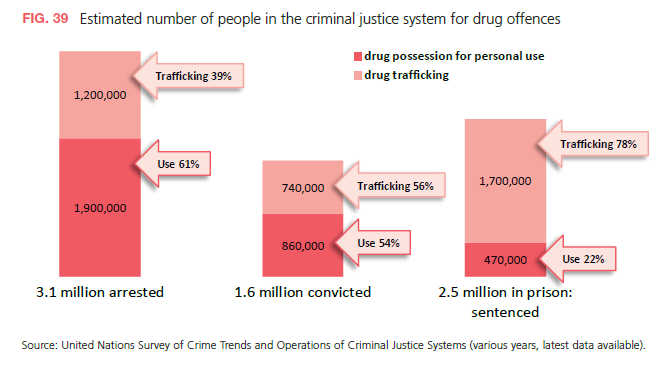 FIG. 39 Estimated number of people in the criminal justice system for drug offences
drug possession for personal use
drug trafficking
Trafficking 39%
1,200,000
Use 61%
1,900,000
3.1 million arrested
740,000
Trafficking 56%
860,000
Use 54%
1.6 million convicted
Trafficking 78%
1,700,000
470,000
Use 22%
2.5 million in prison:
sentenced
Source: United Nations Survey of Crime Trends and Operations of Criminal Justice Systems (various years, latest data available).